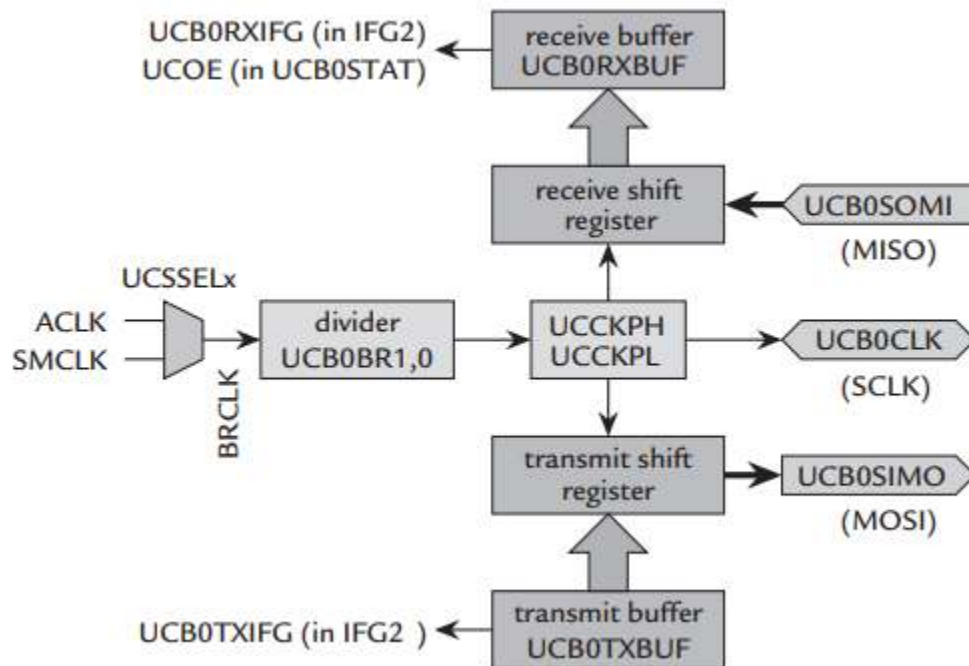 UCB0RXIFG (in IFG2)
UCOE (in UCB0STAT)
receive buffer
UCB0RXBUF
receive shift
register
UCB0SOMI
(MISO)
UCSSELx
ACLK
SMCLK
BRCLK
divider
UCB0BR1,0
UCCKPH
UCCKPL
UCB0CLK
(SCLK)
transmit shift
register
UCB0SIMO
(MOSI)
UCB0TXIFG (in IFG2 )
transmit buffer
UCB0TXBUF